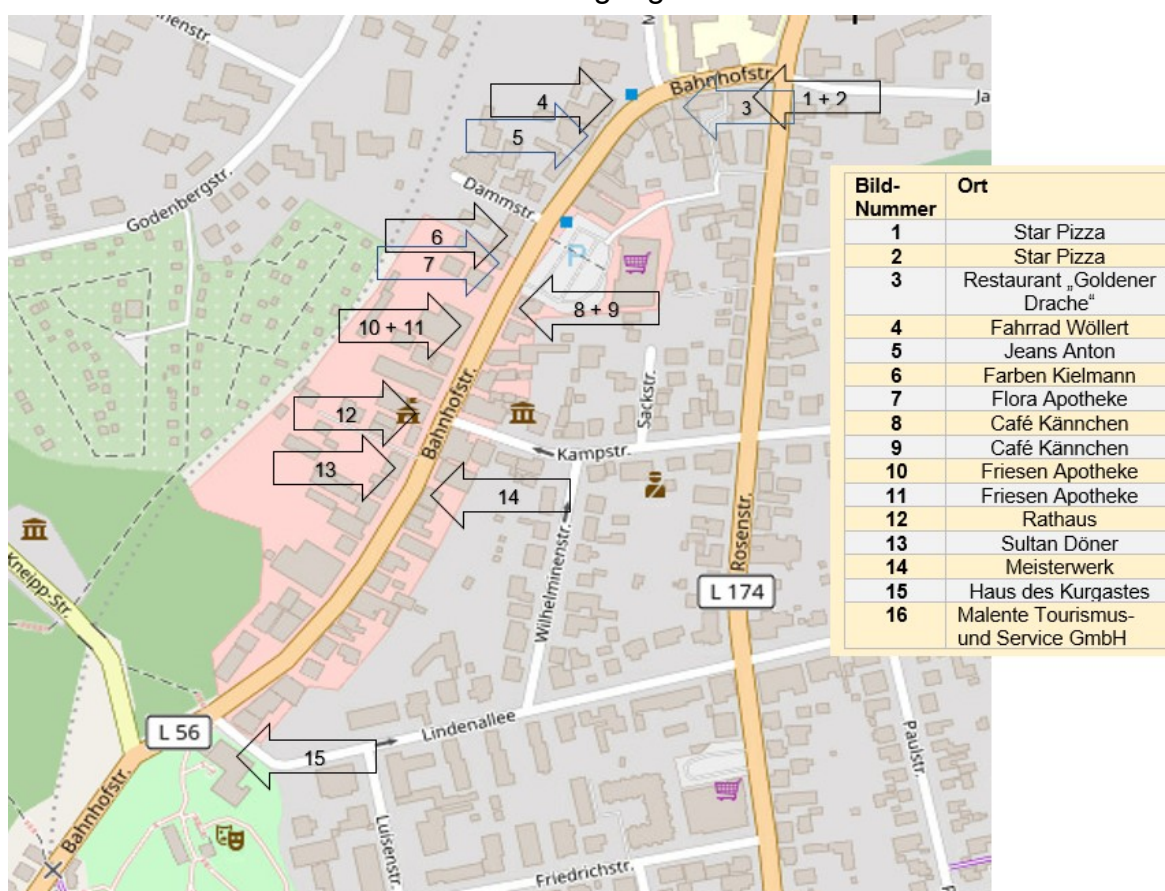 nenstr.
Bahnhofstr.
4
3
1 + 2
Ja
5
Dammstr.
Godenbergstr.
6
P
7
8 + 9
10 + 11
Bahnhofstr.
Sackstr.
12
Kampstr.
13
14
Rosenstr.
Wilhelminenstr.
Kneipp-Str.
L 174
Lindenallee
L 56
15
Paulstr.
Bahnhofstr.
Luisenstr.
Friedrichstr.
Bild-Nummer Ort
1 Star Pizza
2 Star Pizza
3 Restaurant „Goldener
Drache“
4 Fahrrad Wöllert
5 Jeans Anton
6 Farben Kielmann
7 Flora Apotheke
8 Café Kännchen
9 Café Kännchen
10 Friesen Apotheke
11 Friesen Apotheke
12 Rathaus
13 Sultan Döner
14 Meisterwerk
15 Haus des Kurgastes
16 Malente Tourismus-
und Service GmbH